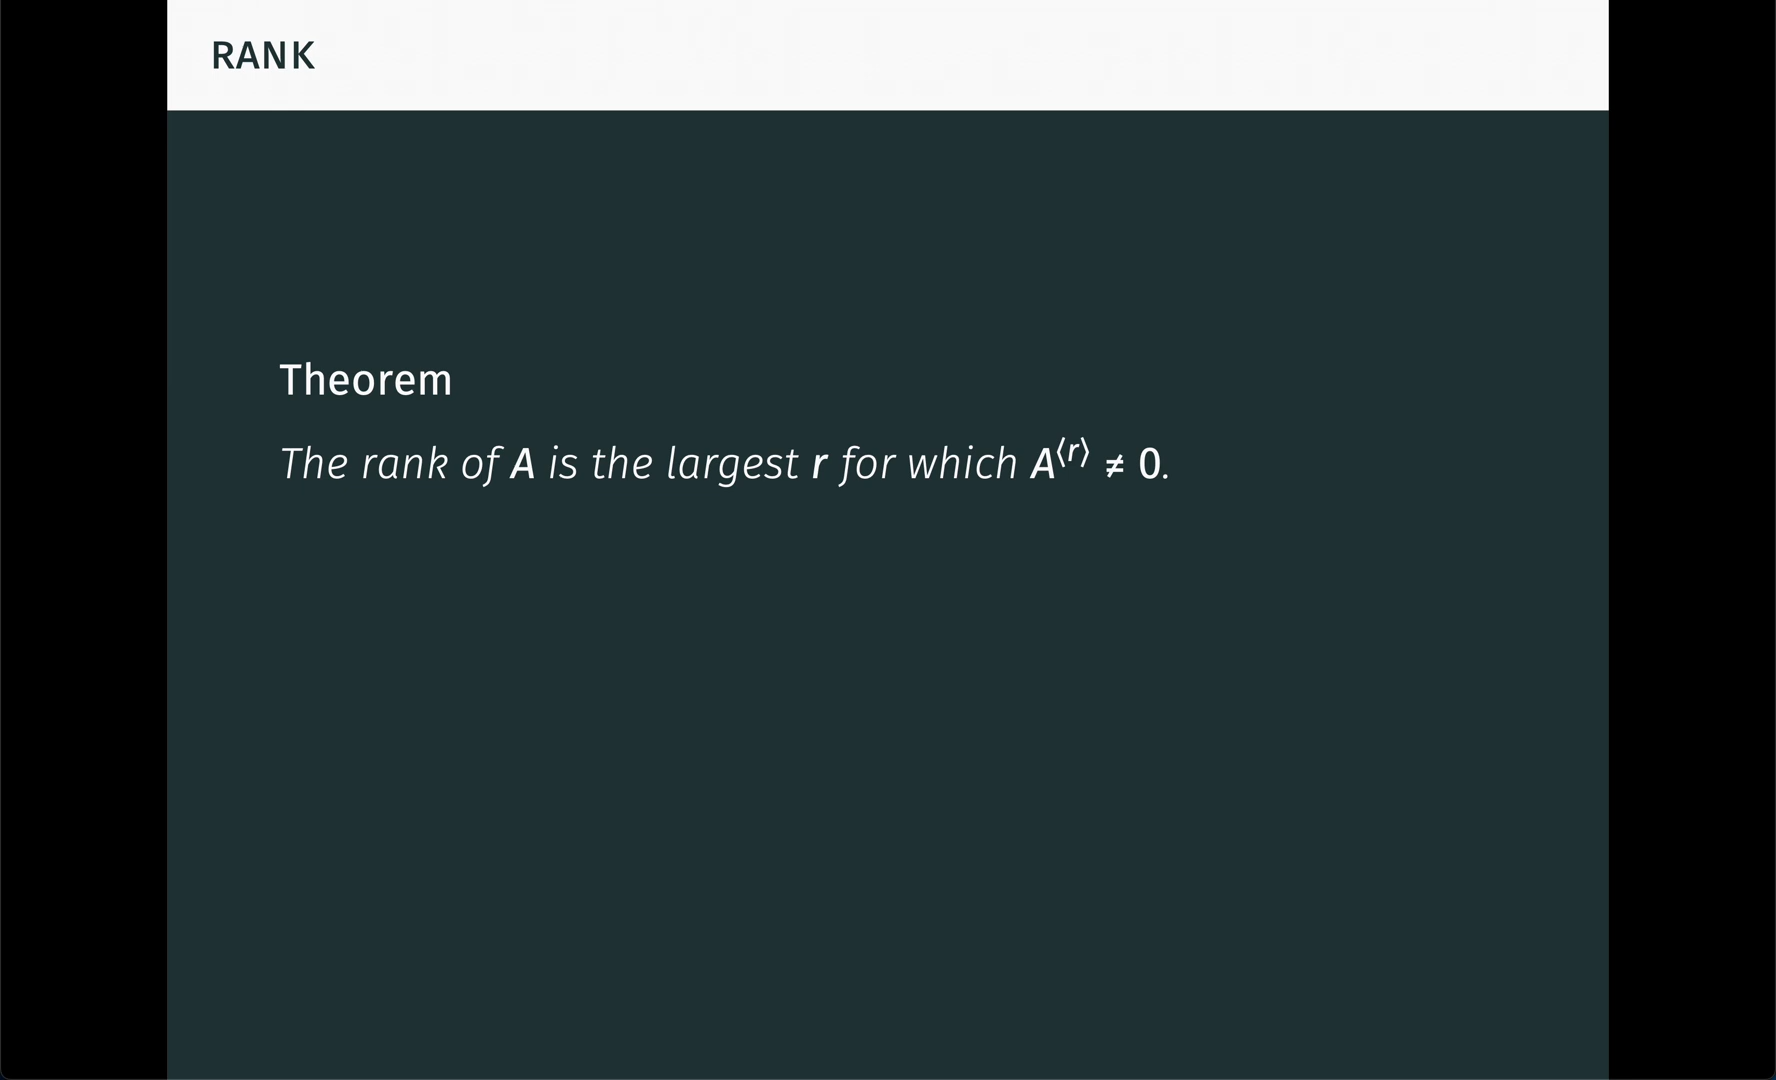 RANK
Theorem
The rank of A is the largest r for which A⟨r⟩ ≠ 0.